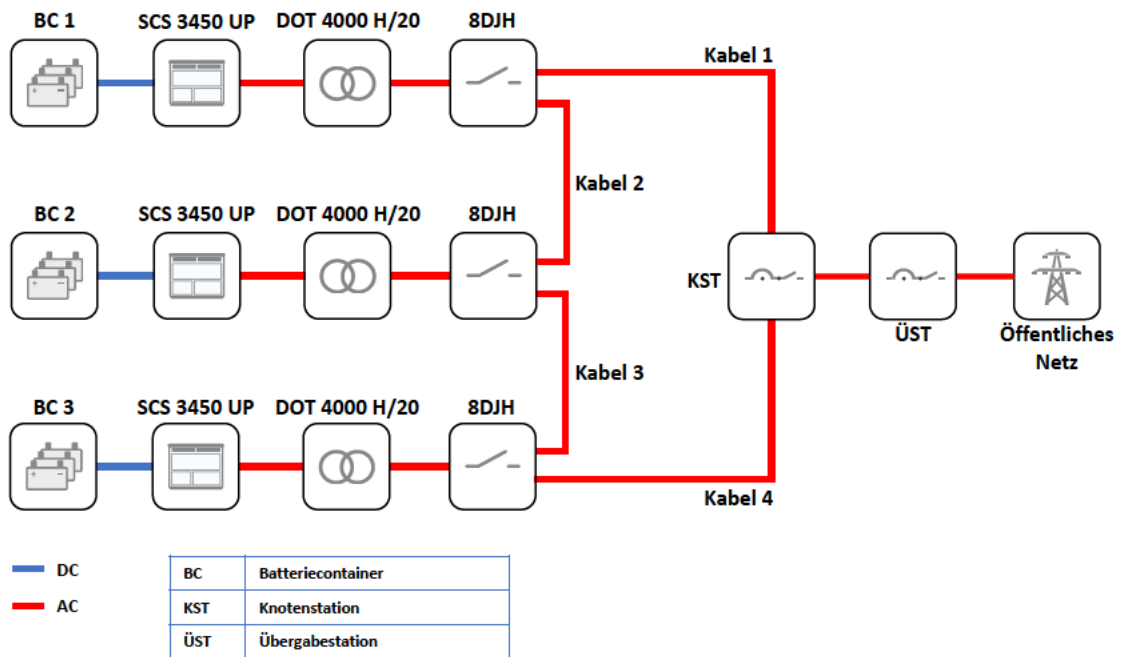 BC 1
SCS 3450 UP
DOT 4000 H/20
8DJH
Kabel 1
Kabel 2
BC 2
SCS 3450 UP
DOT 4000 H/20
8DJH
KST
ÜST
Öffentliches
Netz
Kabel 3
BC 3
SCS 3450 UP
DOT 4000 H/20
8DJH
Kabel 4
DC
AC
BC Batteriecontainer
KST Knotenstation
ÜST Übergabestation